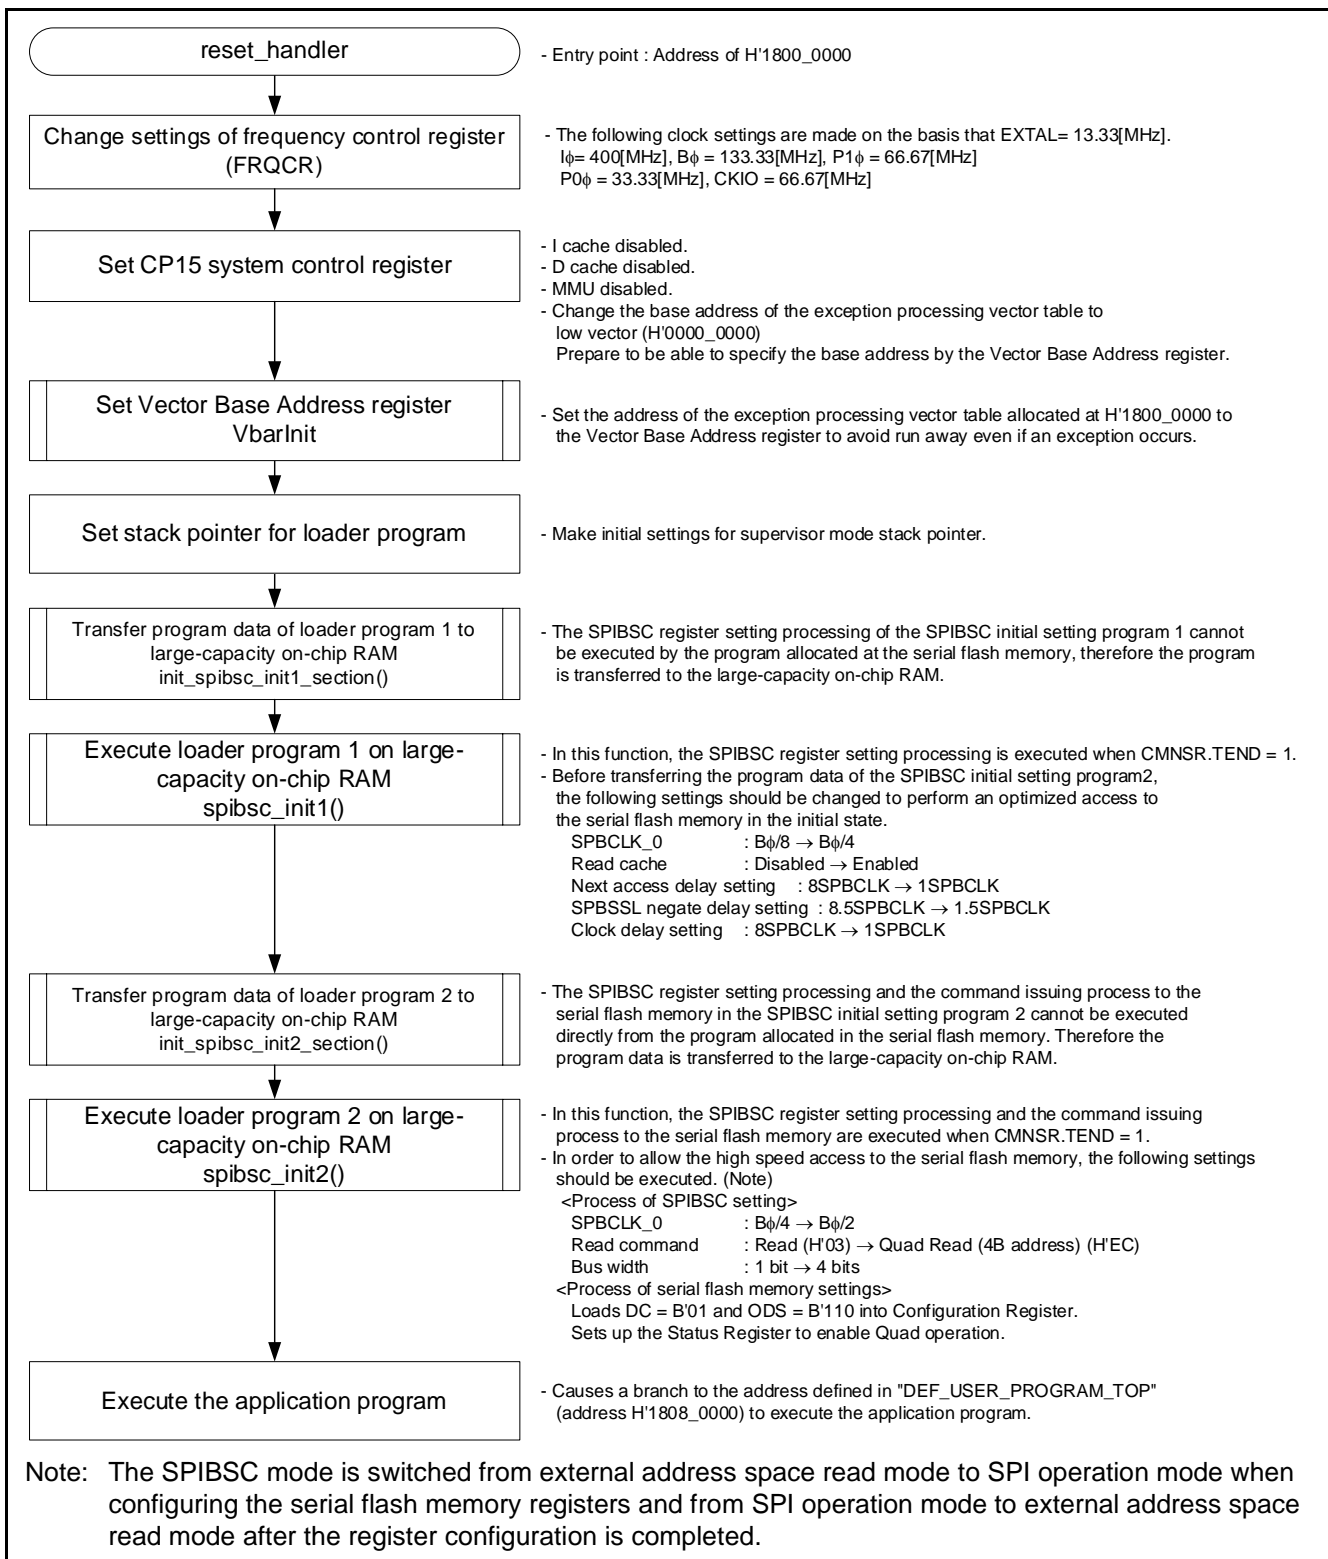 reset_handler
- Entry point : Address of H'1800_0000
Change settings of frequency control register
(FRQCR)
- The following clock settings are made on the basis that EXTAL= 13.33[MHz].
Iϕ= 400[MHz], Bϕ = 133.33[MHz], P1ϕ = 66.67[MHz]
P0ϕ = 33.33[MHz], CKIO = 66.67[MHz]
Set CP15 system control register
- I cache disabled.
- D cache disabled.
- MMU disabled.
- Change the base address of the exception processing vector table to
low vector (H'0000_0000)
Prepare to be able to specify the base address by the Vector Base Address register.
Set Vector Base Address register
VbarInit
- Set the address of the exception processing vector table allocated at H'1800_0000 to
the Vector Base Address register to avoid run away even if an exception occurs.
Set stack pointer for loader program
- Make initial settings for supervisor mode stack pointer.
Transfer program data of loader program 1 to
large-capacity on-chip RAM
init_spibsc_init1_section()
- The SPIBSC register setting processing of the SPIBSC initial setting program 1 cannot
be executed by the program allocated at the serial flash memory, therefore the program
is transferred to the large-capacity on-chip RAM.
Execute loader program 1 on large-
capacity on-chip RAM
spibsc_init1()
- In this function, the SPIBSC register setting processing is executed when CMNSR.TEND = 1.
- Before transferring the program data of the SPIBSC initial setting program2,
the following settings should be changed to perform an optimized access to
the serial flash memory in the initial state.
SPBCLK_0 : Bϕ/8 → Bϕ/4
Read cache : Disabled → Enabled
Next access delay setting : 8SPBCLK → 1SPBCLK
SPBSSL negate delay setting : 8.5SPBCLK → 1.5SPBCLK
Clock delay setting : 8SPBCLK → 1SPBCLK
Transfer program data of loader program 2 to
large-capacity on-chip RAM
init_spibsc_init2_section()
- The SPIBSC register setting processing and the command issuing process to the
serial flash memory in the SPIBSC initial setting program 2 cannot be executed
directly from the program allocated in the serial flash memory. Therefore the
program data is transferred to the large-capacity on-chip RAM.
Execute loader program 2 on large-
capacity on-chip RAM
spibsc_init2()
- In this function, the SPIBSC register setting processing and the command issuing
process to the serial flash memory are executed when CMNSR.TEND = 1.
- In order to allow the high speed access to the serial flash memory, the following settings
should be executed. (Note)
<Process of SPIBSC setting>
SPBCLK_0 : Bϕ/4 → Bϕ/2
Read command : Read (H'03) → Quad Read (4B address) (H'EC)
Bus width : 1 bit → 4 bits
<Process of serial flash memory settings>
Loads DC = B'01 and ODS = B'110 into Configuration Register.
Sets up the Status Register to enable Quad operation.
Execute the application program
- Causes a branch to the address defined in "DEF_USER_PROGRAM_TOP"
(address H'1808_0000) to execute the application program.
Note: The SPIBSC mode is switched from external address space read mode to SPI operation mode when
configuring the serial flash memory registers and from SPI operation mode to external address space
read mode after the register configuration is completed.